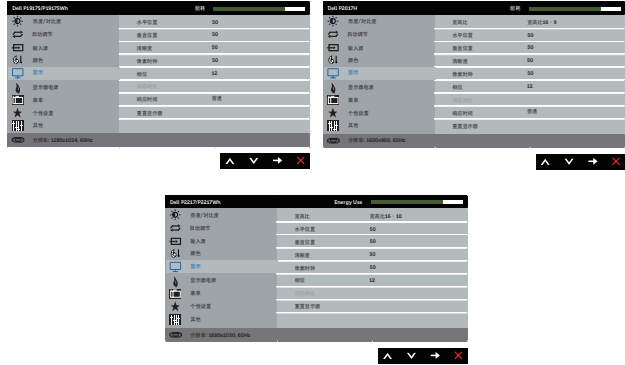 Dell P1917S/P1917SWh 能耗
亮度/对比度 水平位置 50
自动调节 垂直位置 50
输入源 清晰度 50
颜色 像素时钟 50
显示 相位 12
显示器电源
菜单 响应时间 普通
个性设置 重置显示器
其他
分辨率: 1280x1024, 60Hz
Dell P2017H 能耗
亮度/对比度 宽高比 宽高比16:9
自动调节 水平位置 50
输入源 垂直位置 50
颜色 清晰度 50
显示 像素时钟 50
显示器电源 相位 12
菜单
个性设置 响应时间 普通
其他 重置显示器
分辨率: 1600x900, 60Hz
Dell P2217/P2217Wh Energy Use
亮度/对比度 宽高比 宽高比16:10
自动调节 水平位置 50
输入源 垂直位置 50
颜色 清晰度 50
显示 像素时钟 50
显示器电源 相位 12
菜单
个性设置 重置显示器
其他
分辨率: 1680x1050, 60Hz